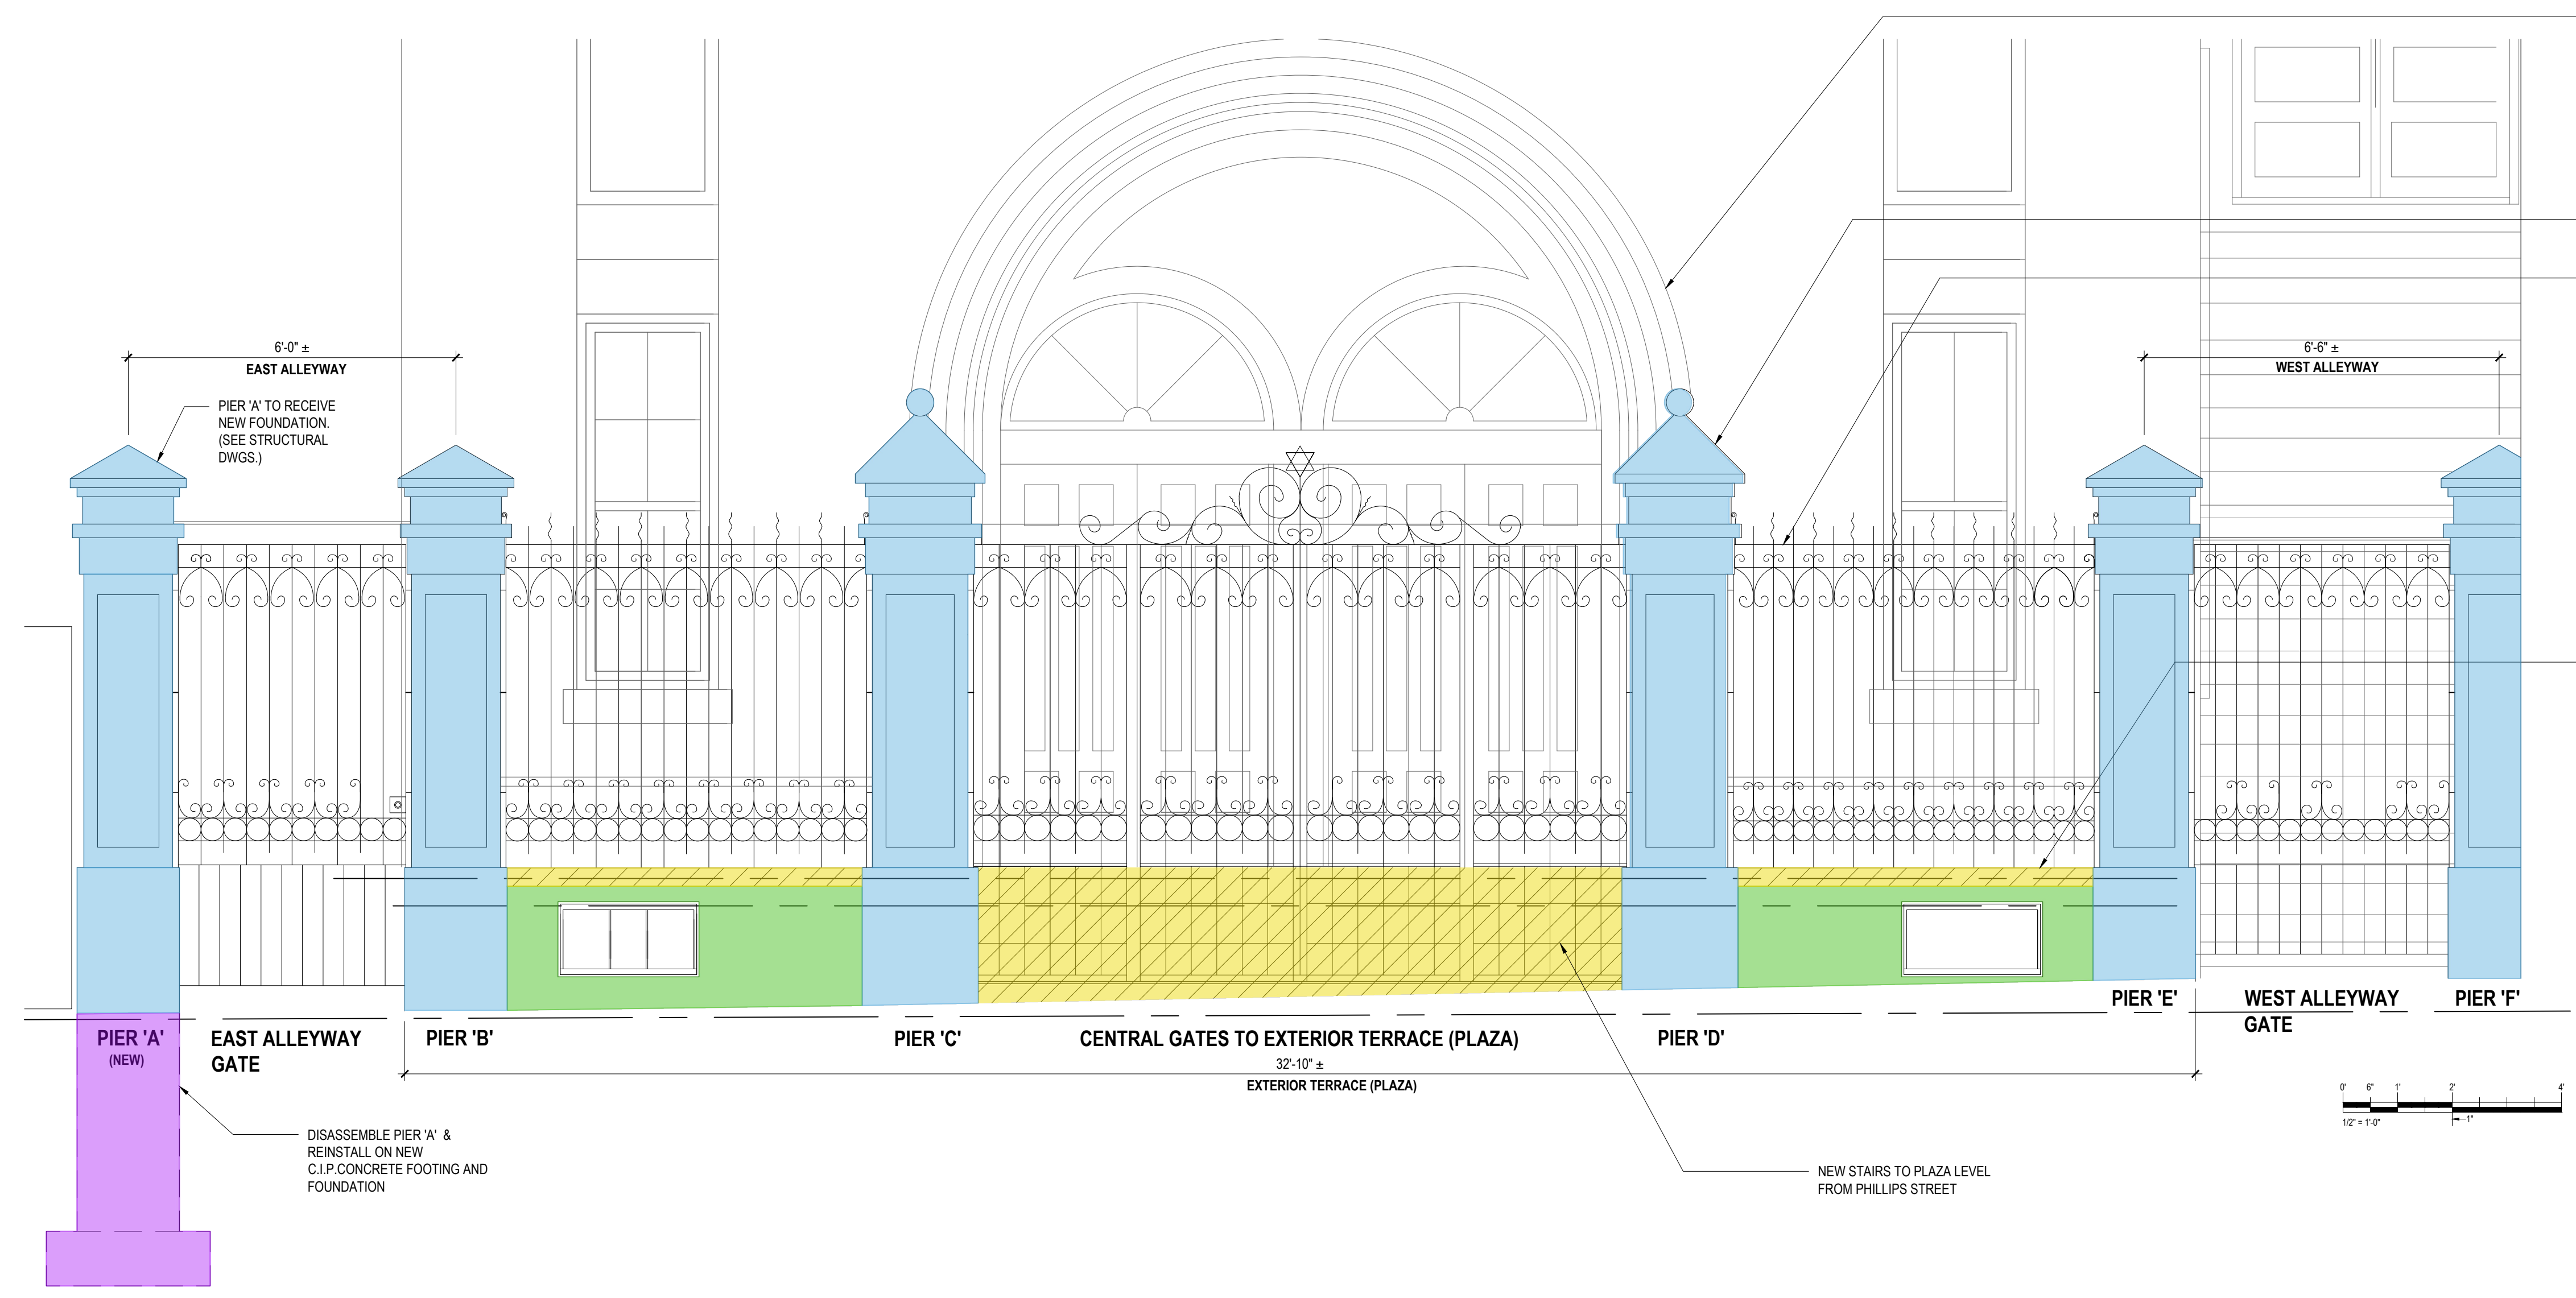 6'-0" ±
EAST ALLEYWAY
PIER 'A' TO RECEIVE
NEW FOUNDATION.
(SEE STRUCTURAL
DWGS.)
6'-6" ±
WEST ALLEYWAY
PIER 'A'
(NEW)
EAST ALLEYWAY
GATE
PIER 'B'
PIER 'C'
CENTRAL GATES TO EXTERIOR TERRACE (PLAZA)
PIER 'D'
PIER 'E'
WEST ALLEYWAY
GATE
PIER 'F'
32'-10" ±
EXTERIOR TERRACE (PLAZA)
DISASSEMBLE PIER 'A' &
REINSTALL ON NEW
C.I.P.CONCRETE FOOTING AND
FOUNDATION
NEW STAIRS TO PLAZA LEVEL
FROM PHILLIPS STREET
0' 6" 1' 2' 4'
1/2" = 1'-0" 1"